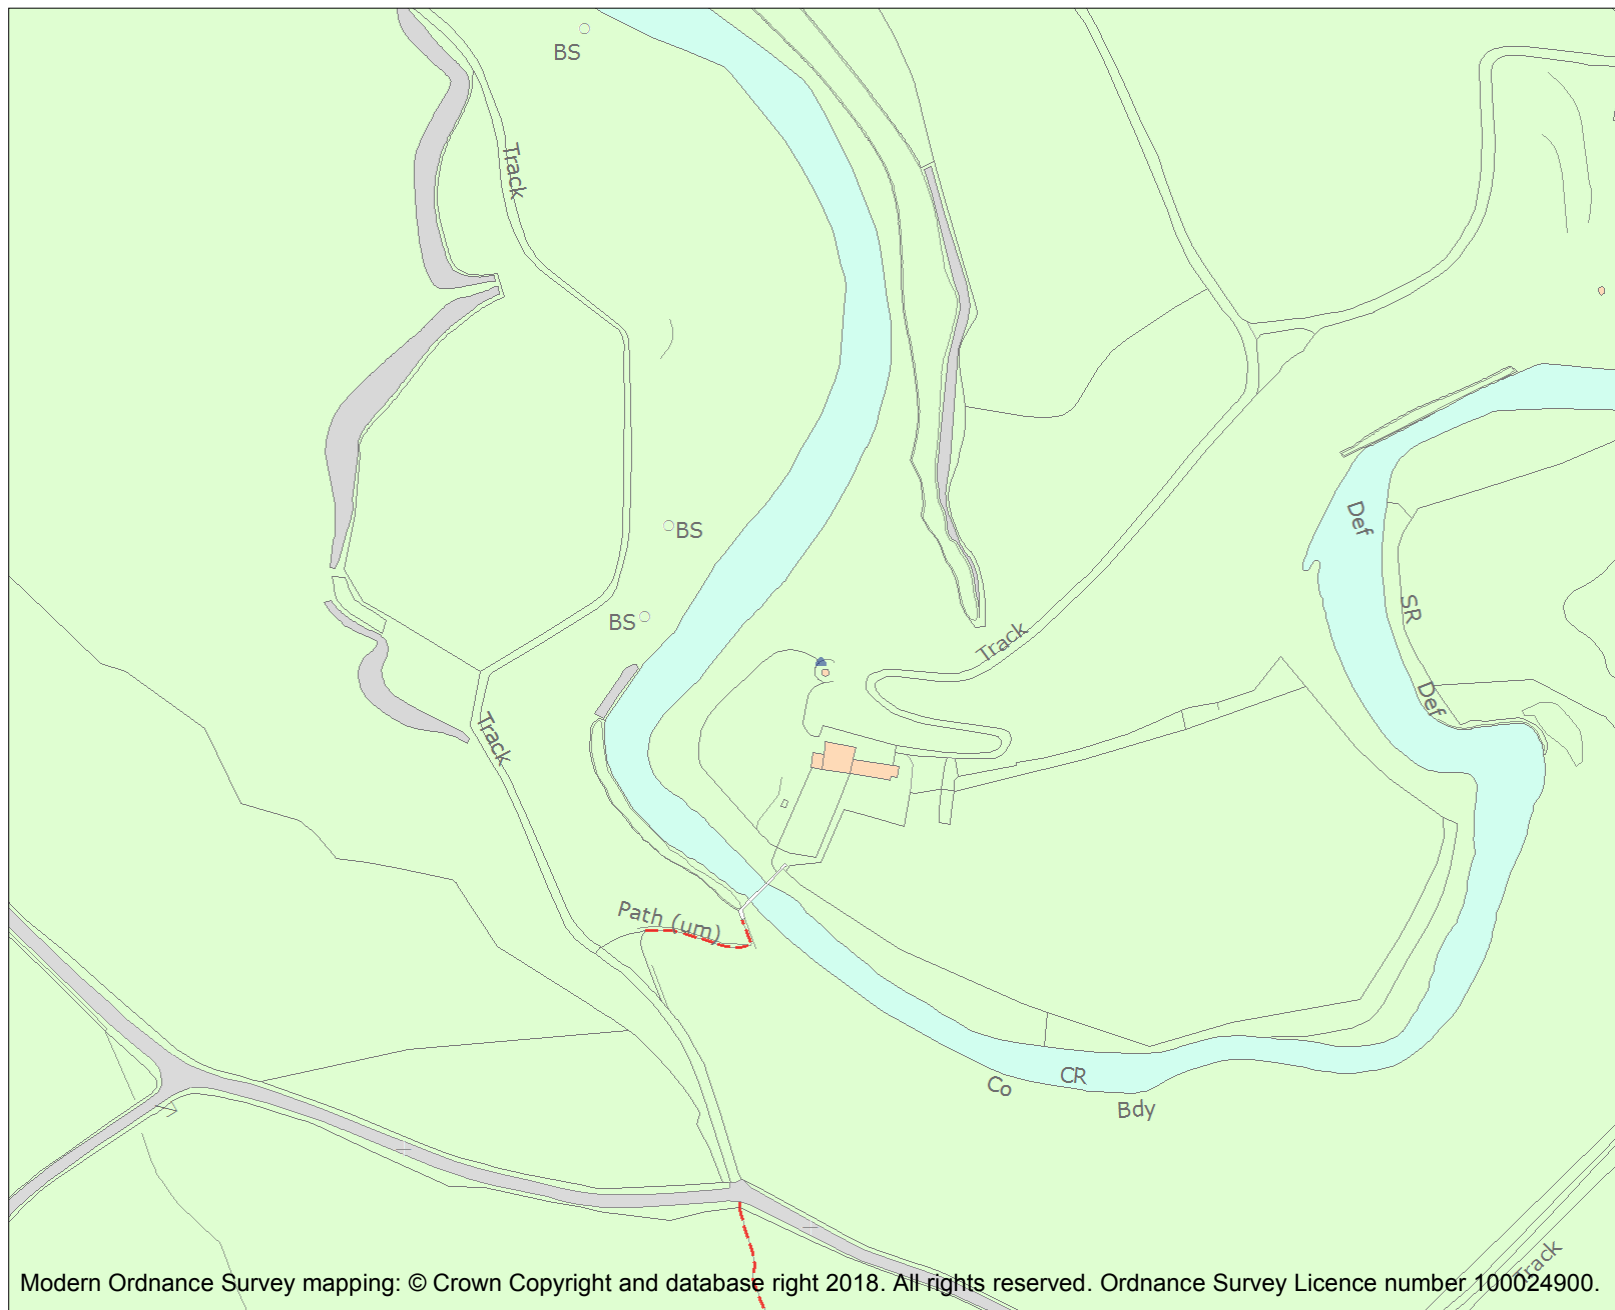 BS
Track
BS
Def
SR
BS
Track
Def
Track
Path (um)
CR
Co
Bdy
Track
Modern Ordnance Survey mapping: © Crown Copyright and database right 2018. All rights reserved. Ordnance Survey Licence number 100024900.